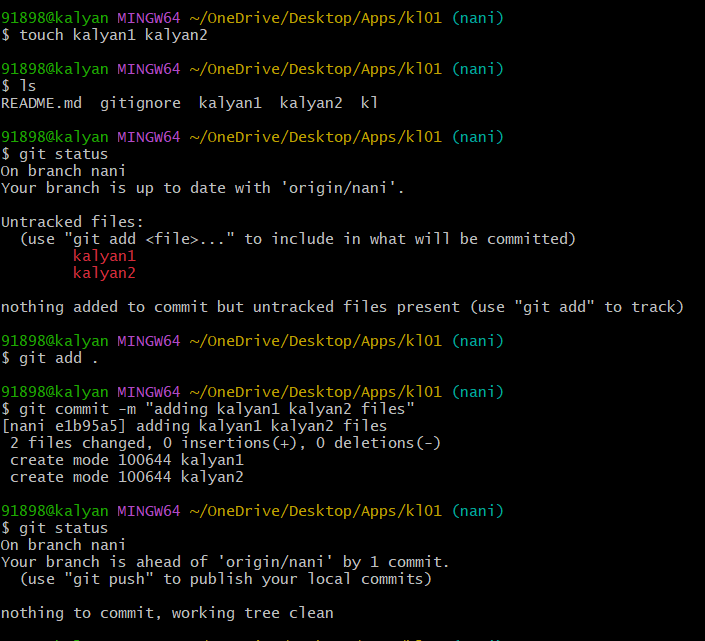 91898@kalyan MINGW64 ~/OneDrive/Desktop/Apps/kl01 (nani)
$ touch kalyan1 kalyan2
91898@kalyan MINGW64 ~/OneDrive/Desktop/Apps/kl01 (nani)
$ ls
README.md  gitignore  kalyan1  kalyan2  kl
91898@kalyan MINGW64 ~/OneDrive/Desktop/Apps/kl01 (nani)
$ git status
On branch nani
Your branch is up to date with 'origin/nani'.
Untracked files:
  (use "git add <file>..." to include in what will be committed)
        kalyan1
        kalyan2
nothing added to commit but untracked files present (use "git add" to track)
91898@kalyan MINGW64 ~/OneDrive/Desktop/Apps/kl01 (nani)
$ git add .
91898@kalyan MINGW64 ~/OneDrive/Desktop/Apps/kl01 (nani)
$ git commit -m "adding kalyan1 kalyan2 files"
[nani e1b95a5] adding kalyan1 kalyan2 files
 2 files changed, 0 insertions(+), 0 deletions(-)
 create mode 100644 kalyan1
 create mode 100644 kalyan2
91898@kalyan MINGW64 ~/OneDrive/Desktop/Apps/kl01 (nani)
$ git status
On branch nani
Your branch is ahead of 'origin/nani' by 1 commit.
  (use "git push" to publish your local commits)
nothing to commit, working tree clean